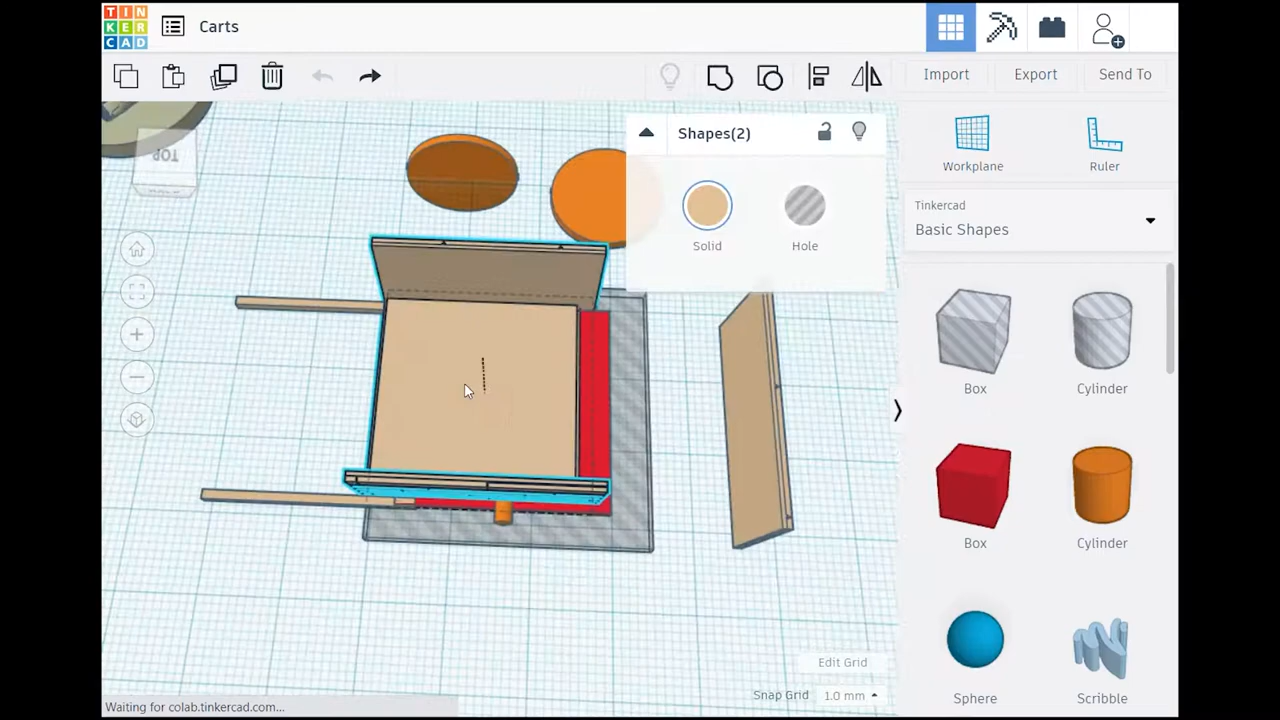 TIN
KER
CAD
Carts
Import
Export
Send To
TOP
Shapes(2)
Solid
Hole
Workplane
Ruler
Tinkercad
Basic Shapes
Box
Cylinder
Box
Cylinder
Sphere
Scribble
Edit Grid
Snap Grid 1.0 mm
Waiting for colab.tinkercad.com...